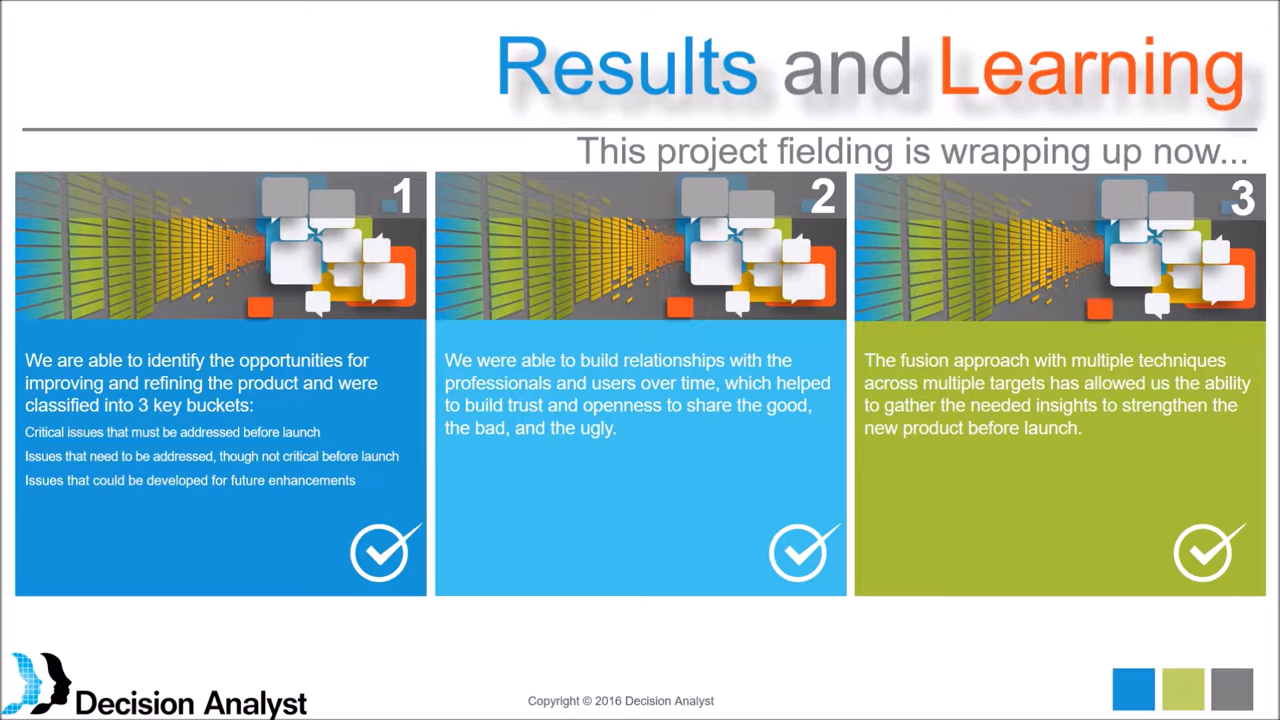 Results and Learning
This project fielding is wrapping up now...
1
We are able to identify the opportunities for
improving and refining the product and were
classified into 3 key buckets:
Critical issues that must be addressed before launch
Issues that need to be addressed, though not critical before launch
Issues that could be developed for future enhancements
2
We were able to build relationships with the
professionals and users over time, which helped
to build trust and openness to share the good,
the bad, and the ugly.
3
The fusion approach with multiple techniques
across multiple targets has allowed us the ability
to gather the needed insights to strengthen the
new product before launch.
Decision Analyst
Copyright © 2016 Decision Analyst